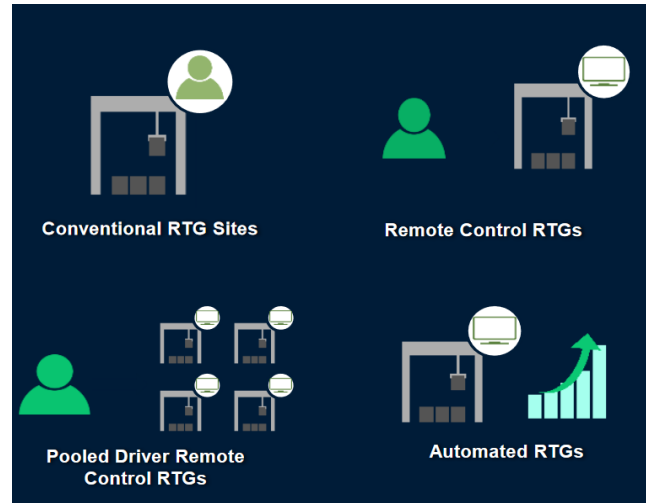 Conventional RTG Sites
Remote Control RTGs
Pooled Driver Remote
Control RTGs
Automated RTGs